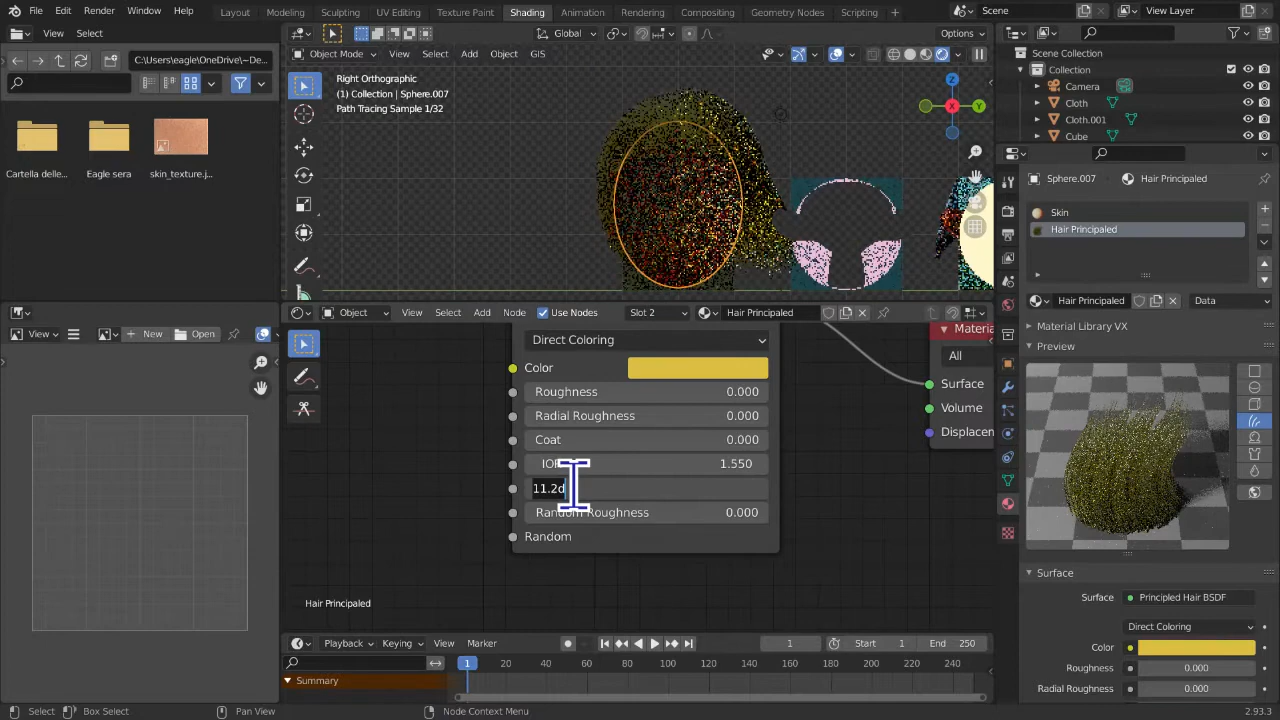 File Edit Render Window Help Layout Modeling Sculpting UV Editing Texture Paint Shading Animation Rendering Compositing Geometry Nodes Scripting + Scene View Layer
View Select Global Options
C:\Users\eagle\OneDrive\~De...
Object Mode View Select Add Object GIS
Cartella delle... Eagle sera skin_texture.j...
Right Orthographic
(1) Collection | Sphere.007
Path Tracing Sample 1/32
Z
X
Y
Scene Collection
Collection
Camera
Cloth
Cloth.001
Cube
Sphere.007 Hair Principaled
Skin
Hair Principaled
Hair Principaled Data
Material Library VX
Preview
View New Open
Object View Select Add Node Use Nodes Slot 2 Hair Principaled
Direct Coloring
Color
Roughness 0.000
Radial Roughness 0.000
Coat 0.000
1.550
11.2d
Random Roughness 0.000
Random
Hair Principaled
Materia
All
Surface
Volume
Displacen
Surface
Surface: Principled Hair BSDF
Direct Coloring
Color
Roughness 0.000
Radial Roughness 0.000
Playback Keying View Marker 1 Start 1 End 250
1 20 40 60 80 100 120 140 160 180 200 220 240
Summary
Select Box Select Pan View Node Context Menu 2.93.3